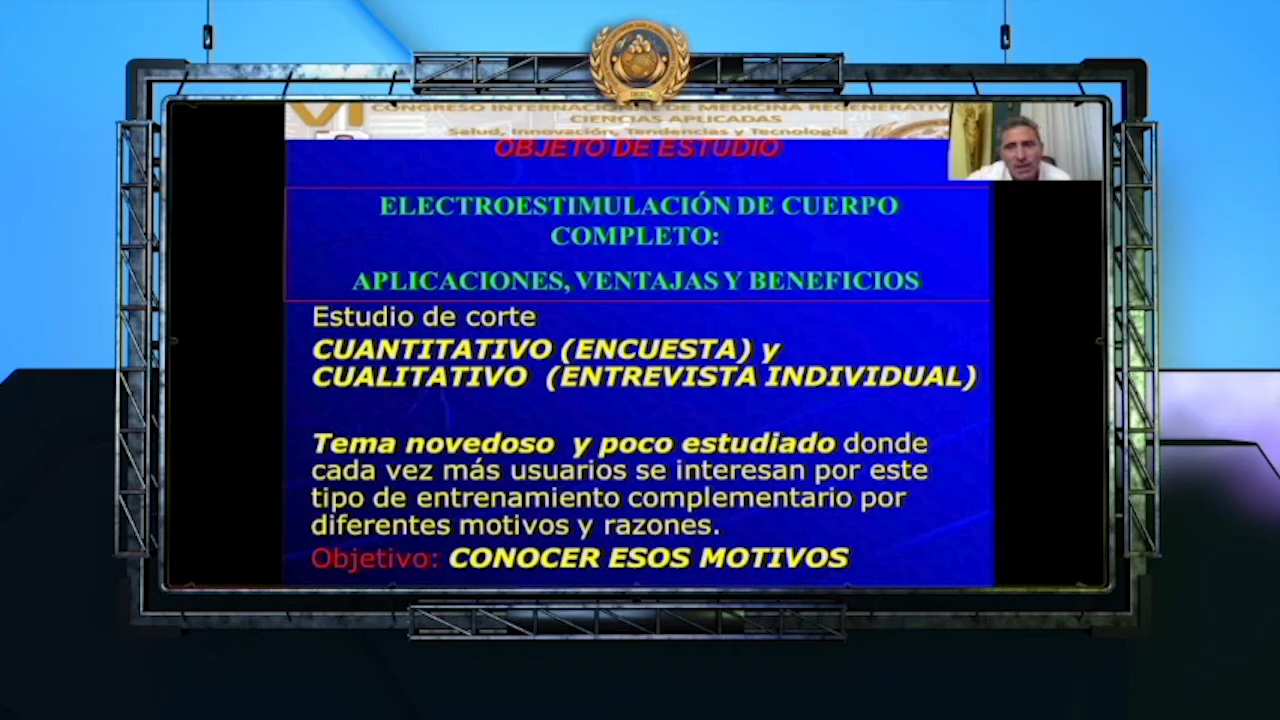 VI
CONGRESO INTERNACIONAL DE MEDICINA REGENERATIV
CIENCIAS APLICADAS
Salud, Innovación, Tendencias y Tecnología
OBJETO DE ESTUDIO
ELECTROESTIMULACIÓN DE CUERPO
COMPLETO:
APLICACIONES, VENTAJAS Y BENEFICIOS
Estudio de corte
CUANTITATIVO (ENCUESTA) y
CUALITATIVO (ENTREVISTA INDIVIDUAL)
Tema novedoso y poco estudiado donde
cada vez más usuarios se interesan por este
tipo de entrenamiento complementario por
diferentes motivos y razones.
Objetivo: CONOCER ESOS MOTIVOS